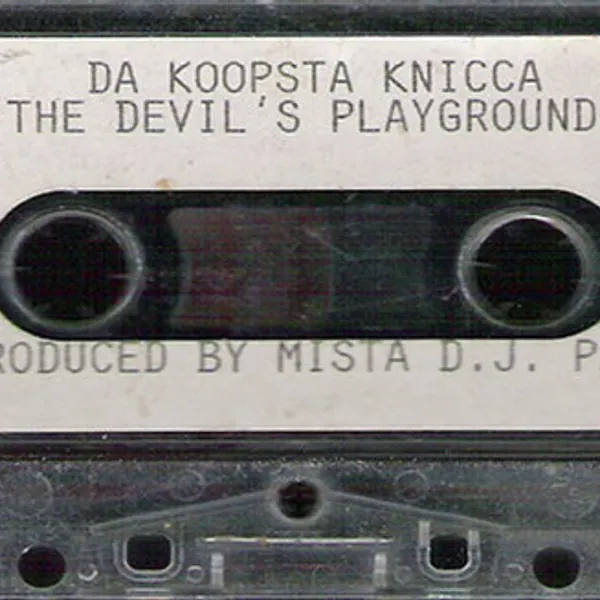 DA KOOPSTA KNICCA
THE DEVIL'S PLAYGROUND
RODUCED BY MISTA D.J. P